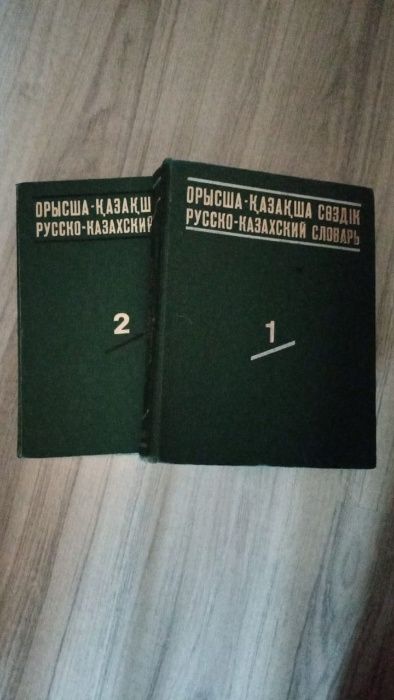 ОРЫСША-ҚАЗАҚШ
РУССКО-КАЗАХСКИЙ
2
ОРЫСША-ҚАЗАҚША СӨЗДІК
РУССКО-КАЗАХСКИЙ СЛОВАРЬ
1